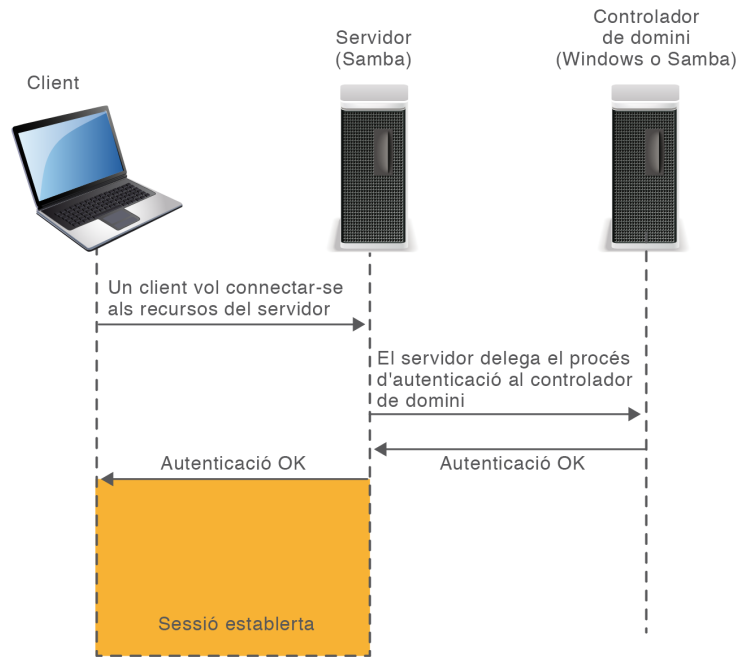 Client
Servidor
(Samba)
Controlador
de domini
(Windows o Samba)
Un client vol connectar-se
als recursos del servidor
El servidor delega el procés
d'autenticació al controlador
de domini
Autenticació OK
Autenticació OK
Sessió establerta